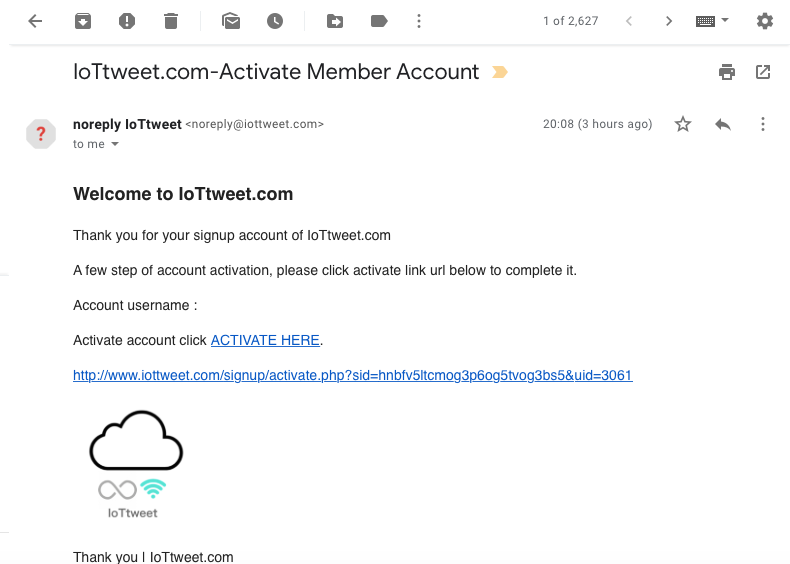 1 of 2,627
IoTtweet.com-Activate Member Account
?
noreply IoTtweet <noreply@iottweet.com>
20:08 (3 hours ago)
to me
Welcome to IoTtweet.com
Thank you for your signup account of IoTtweet.com
A few step of account activation, please click activate link url below to complete it.
Account username :
Activate account click ACTIVATE HERE.
http://www.iottweet.com/signup/activate.php?sid=hnbfv5ltcmog3p6og5tvog3bs5&uid=3061
IoTtweet
Thank you | IoTtweet.com